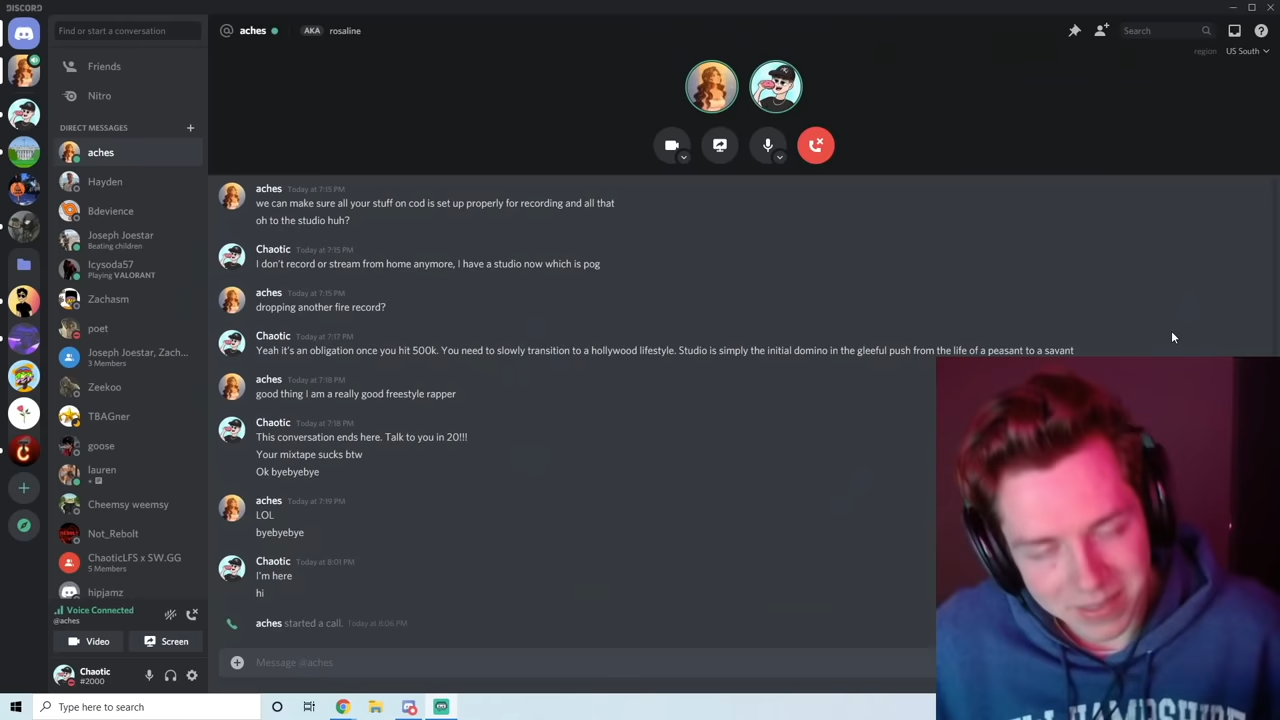 DISCORD
Find or start a conversation
Friends
Nitro
DIRECT MESSAGES
aches
Hayden
Bdevience
Joseph Joestar
Beating children
Icysoda57
Playing VALORANT
Zachasm
poet
Joseph Joestar, Zach...
3 Members
Zeekoo
TBAGner
goose
lauren
Cheemsy weemsy
Not_Rebolt
ChaoticLFS x SW.GG
5 Members
hipjamz
Voice Connected
@aches
Video
Screen
Chaotic
#2000
aches
AKA
rosaline
Search
region
US South
aches Today at 7:15 PM
we can make sure all your stuff on cod is set up properly for recording and all that
oh to the studio huh?
Chaotic Today at 7:15 PM
I don't record or stream from home anymore, I have a studio now which is pog
aches Today at 7:15 PM
dropping another fire record?
Chaotic Today at 7:17 PM
Yeah it's an obligation once you hit 500k. You need to slowly transition to a hollywood lifestyle. Studio is simply the initial domino in the gleeful push from the life of a peasant to a savant
aches Today at 7:18 PM
good thing I am a really good freestyle rapper
Chaotic Today at 7:18 PM
This conversation ends here. Talk to you in 20!!!
Your mixtape sucks btw
Ok byebyebye
aches Today at 7:19 PM
LOL
byebyebye
Chaotic Today at 8:01 PM
I'm here
hi
aches started a call. Today at 8:06 PM
Message @aches
Type here to search
HAMPSHIRE